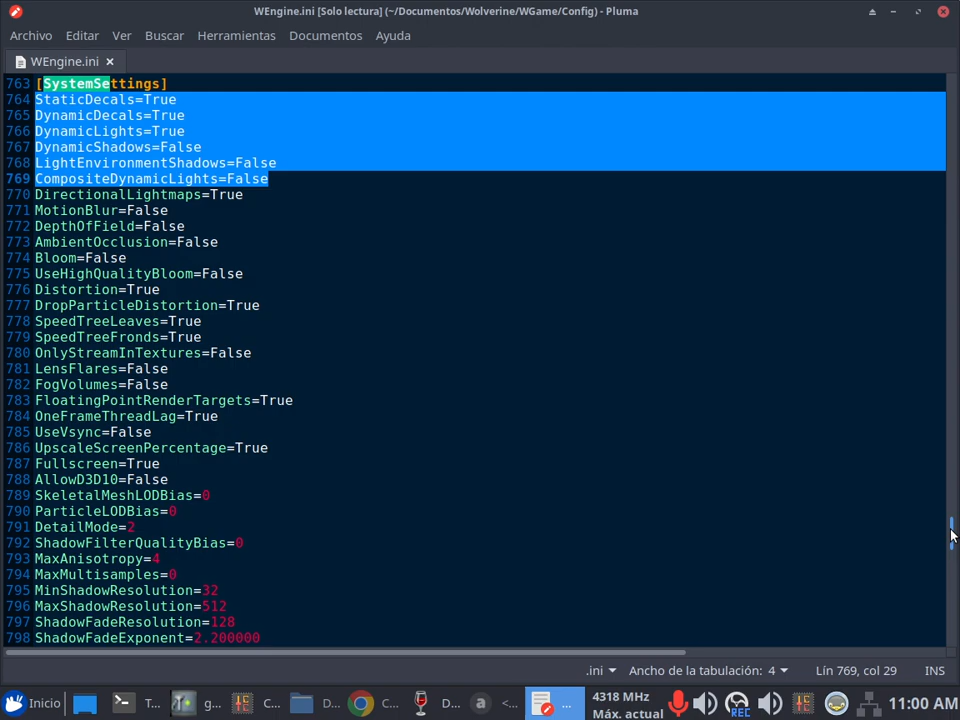 WEngine.ini [Solo lectura] (~/Documentos/Wolverine/WGame/Config) - Pluma
Archivo Editar Ver Buscar Herramientas Documentos Ayuda
WEngine.ini ×
763 [SystemSettings]
764 StaticDecals=True
765 DynamicDecals=True
766 DynamicLights=True
767 DynamicShadows=False
768 LightEnvironmentShadows=False
769 CompositeDynamicLights=False
770 DirectionalLightmaps=True
771 MotionBlur=False
772 DepthOfField=False
773 AmbientOcclusion=False
774 Bloom=False
775 UseHighQualityBloom=False
776 Distortion=True
777 DropParticleDistortion=True
778 SpeedTreeLeaves=True
779 SpeedTreeFronds=True
780 OnlyStreamInTextures=False
781 LensFlares=False
782 FogVolumes=False
783 FloatingPointRenderTargets=True
784 OneFrameThreadLag=True
785 UseVsync=False
786 UpscaleScreenPercentage=True
787 Fullscreen=True
788 AllowD3D10=False
789 SkeletalMeshLODBias=0
790 ParticleLODBias=0
791 DetailMode=2
792 ShadowFilterQualityBias=0
793 MaxAnisotropy=4
794 MaxMultisamples=0
795 MinShadowResolution=32
796 MaxShadowResolution=512
797 ShadowFadeResolution=128
798 ShadowFadeExponent=2.200000
.ini Ancho de la tabulación: 4 Lín 769, col 29 INS
Inicio T... g... C... D... C... D... <... ... 4318 MHz Máx. actual REC 11:00 AM